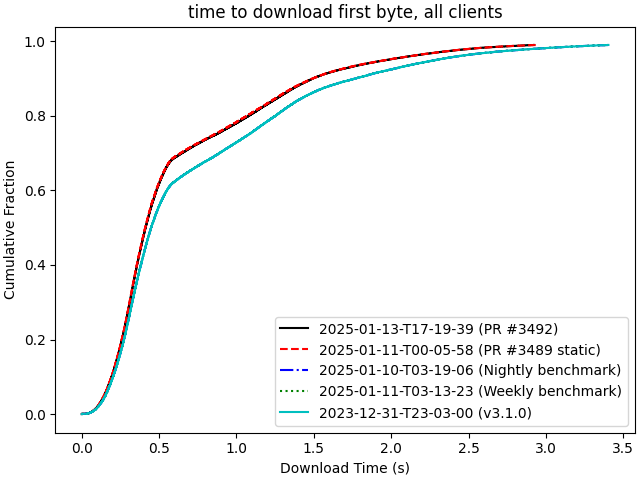 time to download first byte, all clients
1.0
0.8
0.6
0.4
0.2
0.0
Cumulative Fraction
2025-01-13-T17-19-39 (PR #3492)
2025-01-11-T00-05-58 (PR #3489 static)
2025-01-10-T03-19-06 (Nightly benchmark)
2025-01-11-T03-13-23 (Weekly benchmark)
2023-12-31-T23-03-00 (v3.1.0)
0.0 0.5 1.0 1.5 2.0 2.5 3.0 3.5
Download Time (s)